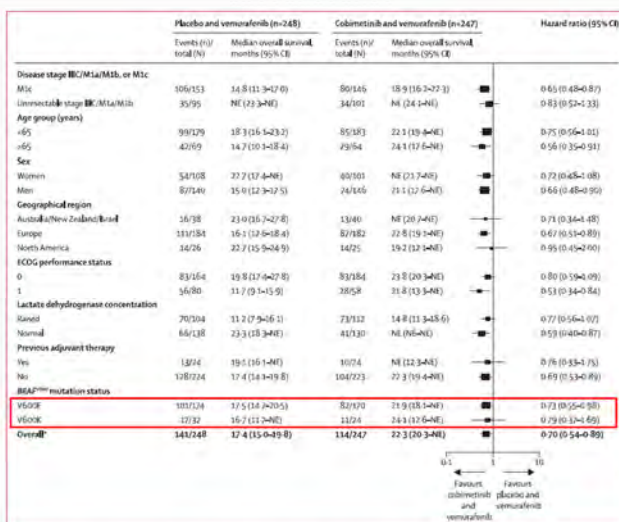 Placebo and vemurafenib (n=248) Cobimetinib and vemurafenib (n=247) Hazard ratio (95% CI)
Events (n)/ Median overall survival, Events (n)/ Median overall survival,
total (N) months (95% CI) total (N) months (95% CI)
Disease stage IIIC/M1a/M1b, or M1c
M1c 106/153 14·8 (11·3–17·0) 80/146 18·9 (16·2–22·3) 0·65 (0·48–0·87)
Unresectable stage IIIC/M1a/M1b 35/95 NE (23·3–NE) 34/101 NE (24·1–NE) 0·83 (0·52–1·33)
Age group (years)
<65 99/179 18·3 (16·1–23·2) 85/183 22·1 (19·4–NE) 0·75 (0·56–1·01)
42/69 14·7 (10·1–18·4) 29/64 24·1 (17·6–NE) 0·56 (0·35–0·91)
Sex
Women 54/108 22·7 (17·4–NE) 40/101 NE (21·7–NE) 0·72 (0·48–1·08)
Men 87/140 15·0 (12·3–17·5) 74/146 21·1 (17·6–NE) 0·66 (0·48–0·90)
Geographical region
Australia/New Zealand/Israel 16/38 23·0 (16·7–27·8) 13/40 NE (20·7–NE) 0·71 (0·34–1·48)
Europe 111/184 16·1 (12·6–18·4) 87/182 22·8 (19·1–NE) 0·67 (0·51–0·89)
North America 14/26 22·7 (15·9–24·9) 14/25 19·2 (12·1–NE) 0·95 (0·45–2·00)
ECOG performance status
0 83/164 19·8 (17·4–27·8) 83/184 23·8 (20·3–NE) 0·80 (0·59–1·09)
1 56/80 11·7 (9·1–15·9) 28/58 21·8 (13·3–NE) 0·53 (0·34–0·84)
Lactate dehydrogenase concentration
Raised 70/104 11·2 (7·9–16·1) 73/112 14·8 (11·3–18·6) 0·77 (0·56–1·07)
Normal 68/138 23·3 (18·3–NE) 41/130 NE (NE–NE) 0·59 (0·40–0·87)
Previous adjuvant therapy
Yes 13/24 19·1 (16·1–NE) 10/24 NE (12·3–NE) 0·76 (0·33–1·75)
No 128/224 17·4 (14·1–19·8) 104/223 22·3 (19·4–NE) 0·69 (0·53–0·89)
mutation status
V600E 101/174 17·5 (14·2–20·5) 82/170 21·9 (18·1–NE) 0·73 (0·55–0·98)
V600K 17/32 16·7 (11·2–NE) 11/24 24·1 (12·6–NE) 0·79 (0·37–1·69)
Overall* 141/248 17·4 (15·0–19·8) 114/247 22·3 (20·3–NE) 0·70 (0·54–0·89)
0·1 1 10
Favours Favours
cobimetinib placebo and
and vemurafenib
vemurafenib